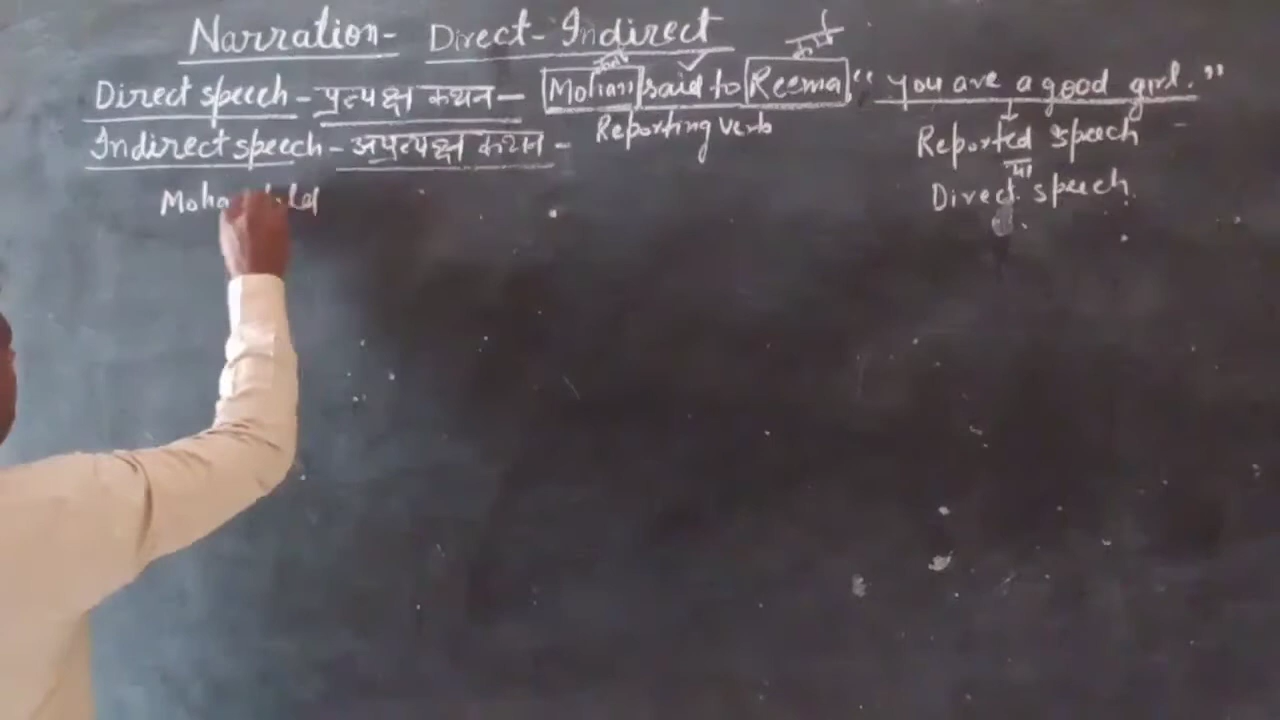 Narration- Direct-Indirect
Direct speech - प्रत्यक्ष कथन - Mohan said to Reema, "you are a good girl."
Reporting verb
Indirect speech - अप्रत्यक्ष कथन -
Reported speech
या
Direct speech